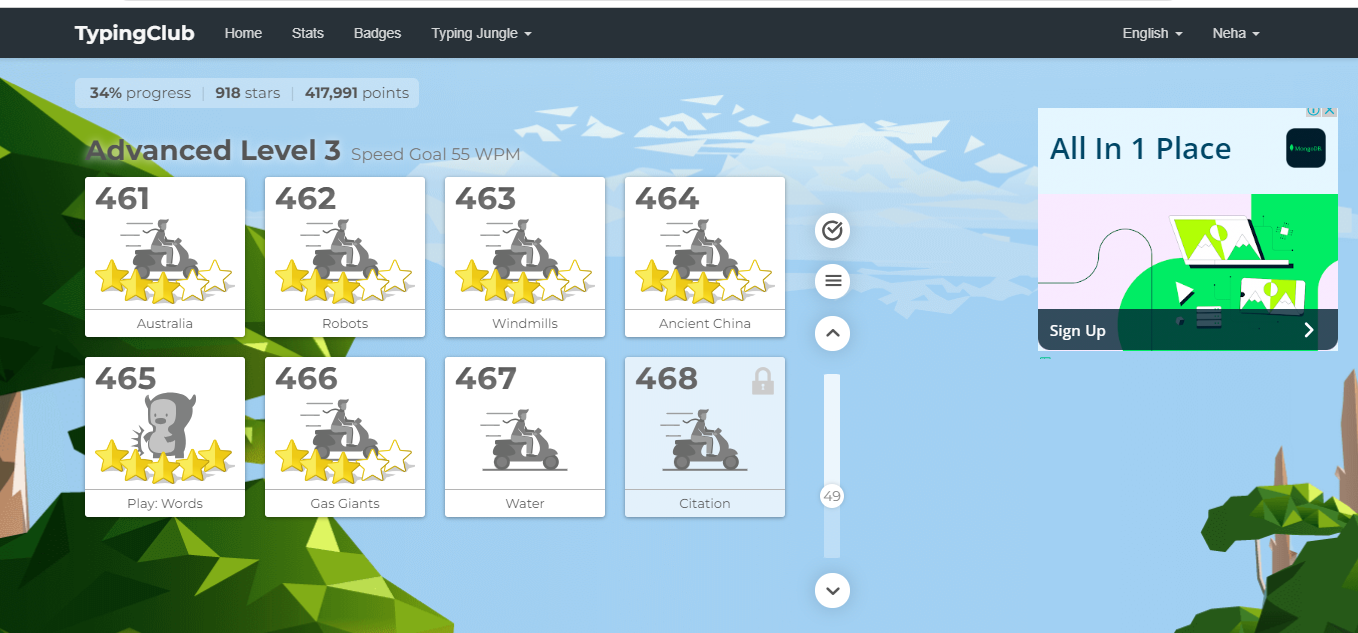 TypingClub Home Stats Badges Typing Jungle English Neha
34% progress 918 stars 417,991 points
Advanced Level 3 Speed Goal 55 WPM
461 462 463 464
Australia Robots Windmills Ancient China
465 466 467 468
Play: Words Gas Giants Water Citation
49
All In 1 Place
MongoDB
Sign Up